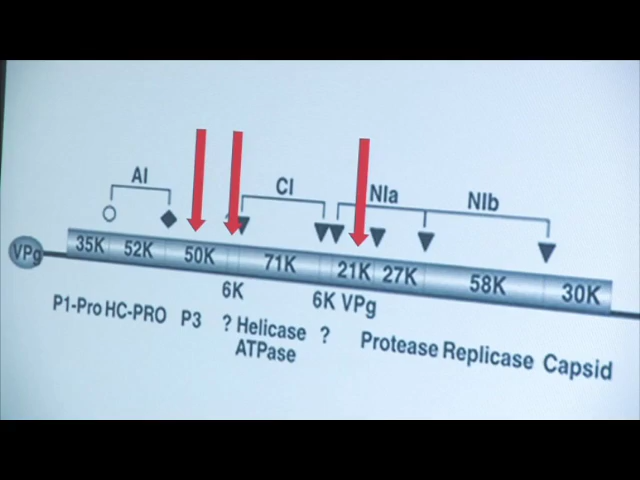 AI
CI
NIa
NIb
VPg
35K 52K 50K 71K 21K 27K 58K 30K
6K 6K VPg
P1-Pro HC-PRO P3 ? Helicase ? Protease Replicase Capsid
ATPase